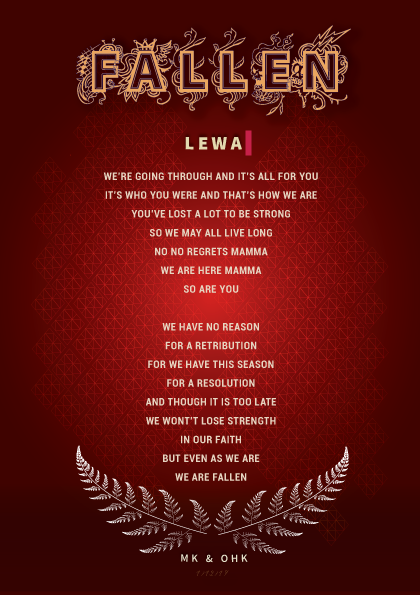 FALLEN
LEWA
WE'RE GOING THROUGH AND IT'S ALL FOR YOU
IT'S WHO YOU WERE AND THAT'S HOW WE ARE
YOU'VE LOST A LOT TO BE STRONG
SO WE MAY ALL LIVE LONG
NO NO REGRETS MAMMA
WE ARE HERE MAMMA
SO ARE YOU
WE HAVE NO REASON
FOR A RETRIBUTION
FOR WE HAVE THIS SEASON
FOR A RESOLUTION
AND THOUGH IT IS TOO LATE
WE WONT'T LOSE STRENGTH
IN OUR FAITH
BUT EVEN AS WE ARE
WE ARE FALLEN
MK & OHK